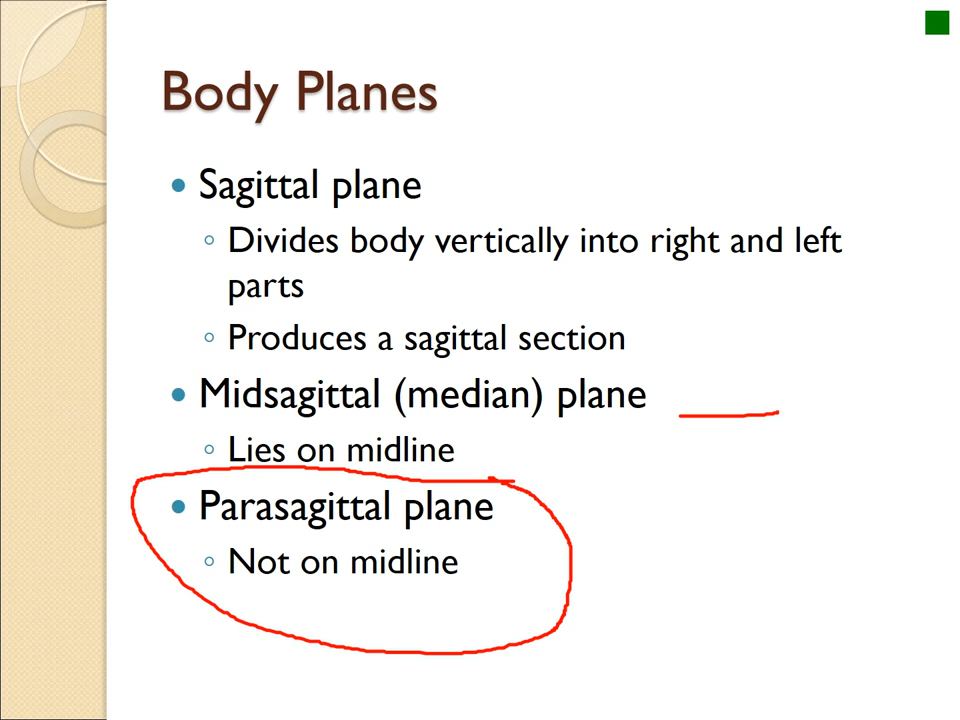 Body Planes
• Sagittal plane
◦ Divides body vertically into right and left
parts
◦ Produces a sagittal section
• Midsagittal (median) plane
◦ Lies on midline
• Parasagittal plane
◦ Not on midline